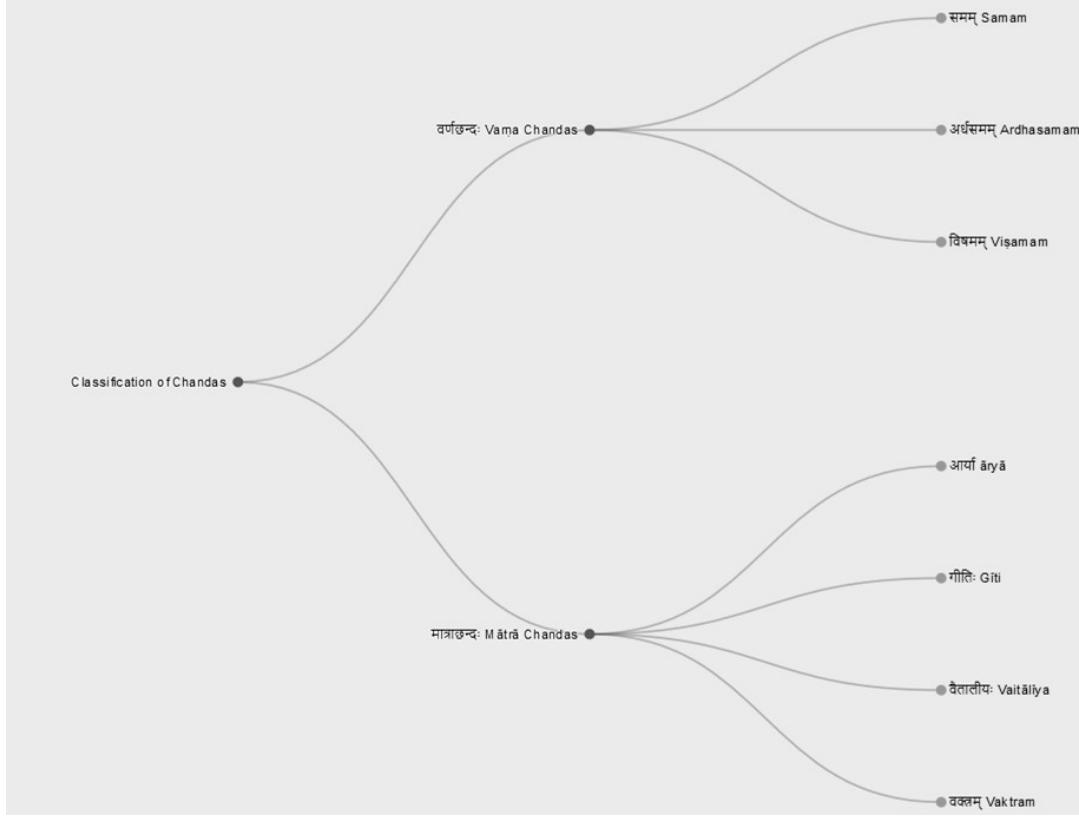 समम् Samam
वर्णछन्दः Varṇa Chandas
अर्धसमम् Ardhasamam
विषमम् Viṣamam
Classification of Chandas
आर्या āryā
गीतिः Gīti
मात्राछन्दः Mātrā Chandas
वैतालीयः Vaitālīya
वक्त्रम् Vaktram